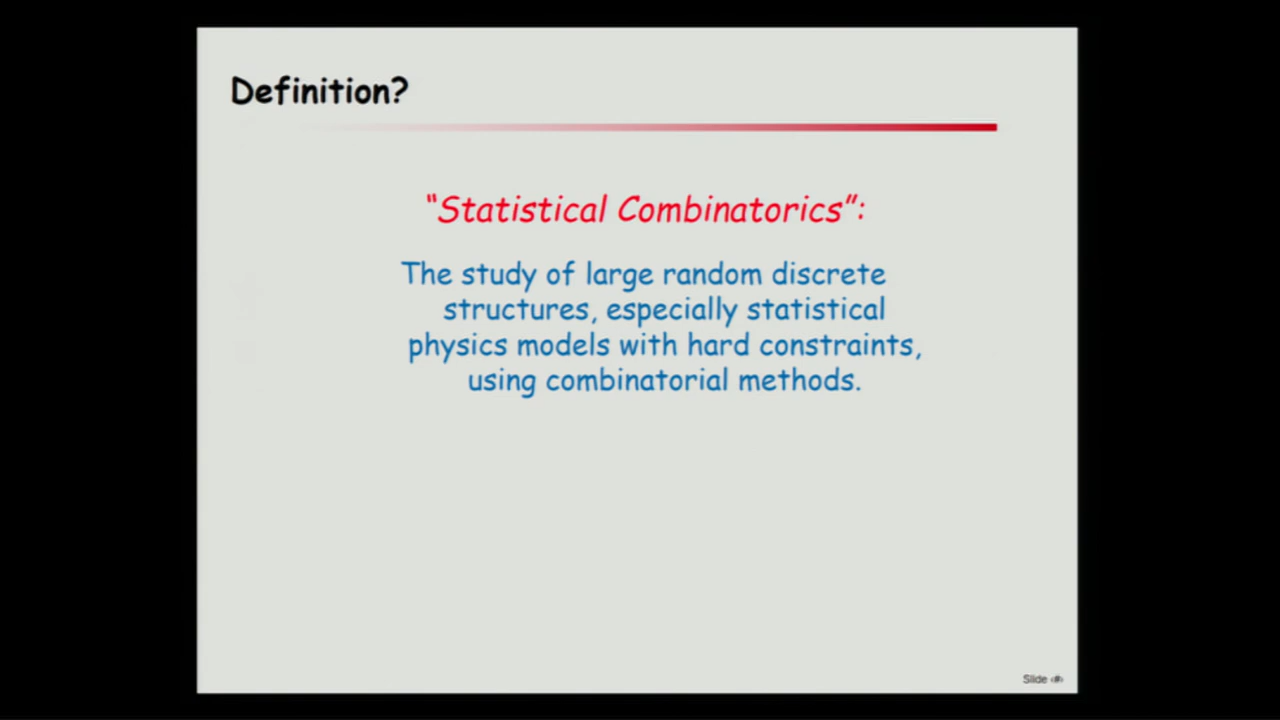 Definition?
“Statistical Combinatorics”:
The study of large random discrete
structures, especially statistical
physics models with hard constraints,
using combinatorial methods.
Slide ‹#›